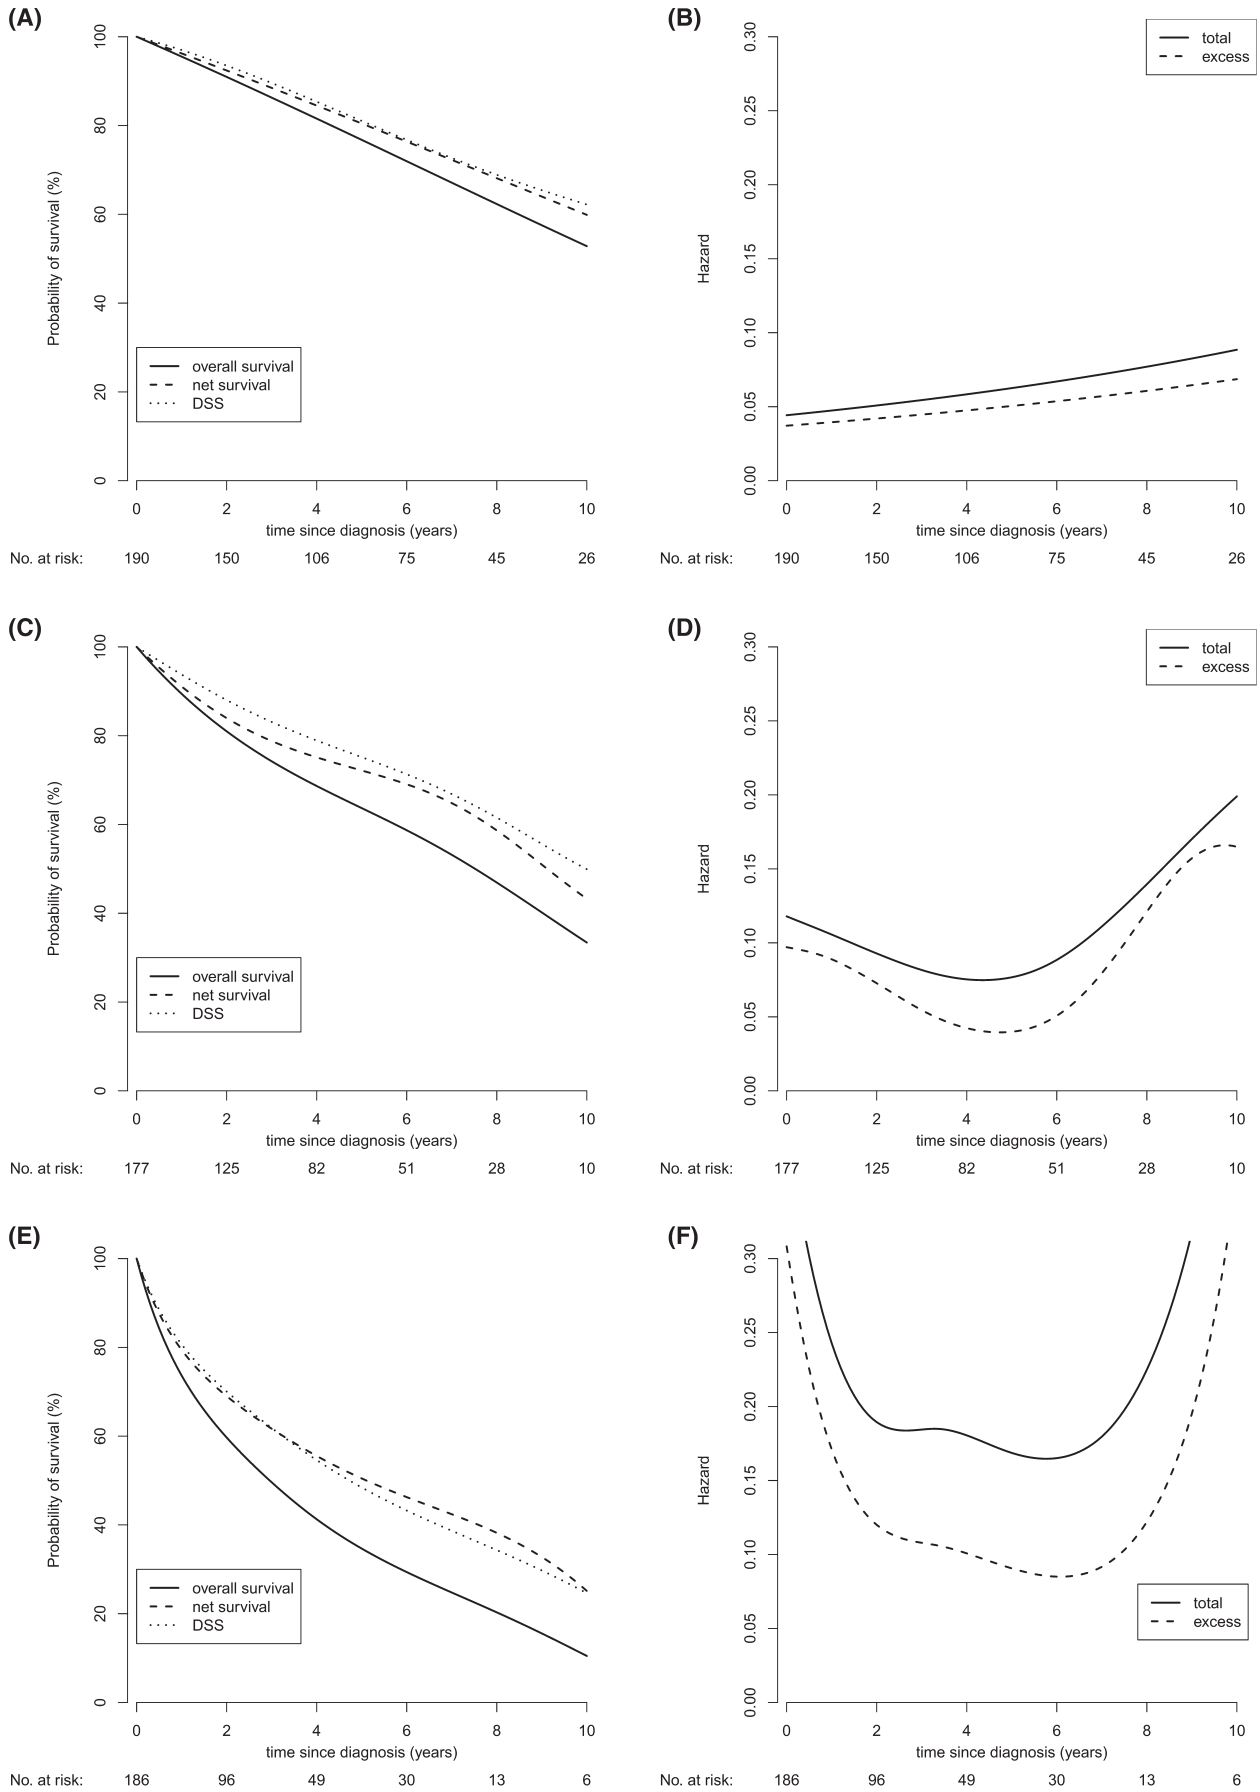 (A)
100
80
60
40
20
0
Probability of survival (%)
overall survival
net survival
DSS
0 2 4 6 8 10
time since diagnosis (years)
No. at risk: 190 150 106 75 45 26
(B)
0.30
0.25
0.20
0.15
0.10
0.05
0.00
Hazard
total
excess
0 2 4 6 8 10
time since diagnosis (years)
No. at risk: 190 150 106 75 45 26
(C)
100
80
60
40
20
0
Probability of survival (%)
overall survival
net survival
DSS
0 2 4 6 8 10
time since diagnosis (years)
No. at risk: 177 125 82 51 28 10
(D)
0.30
0.25
0.20
0.15
0.10
0.05
0.00
Hazard
total
excess
0 2 4 6 8 10
time since diagnosis (years)
No. at risk: 177 125 82 51 28 10
(E)
100
80
60
40
20
0
Probability of survival (%)
overall survival
net survival
DSS
0 2 4 6 8 10
time since diagnosis (years)
No. at risk: 186 96 49 30 13 6
(F)
0.30
0.25
0.20
0.15
0.10
0.05
0.00
Hazard
total
excess
0 2 4 6 8 10
time since diagnosis (years)
No. at risk: 186 96 49 30 13 6